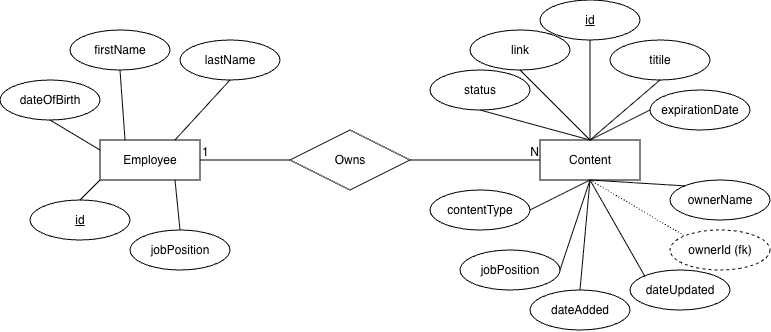 id
firstName
link
lastName
titile
status
dateOfBirth
expirationDate
1
N
Employee
Owns
Content
ownerName
contentType
id
jobPosition
ownerId (fk)
jobPosition
dateUpdated
dateAdded